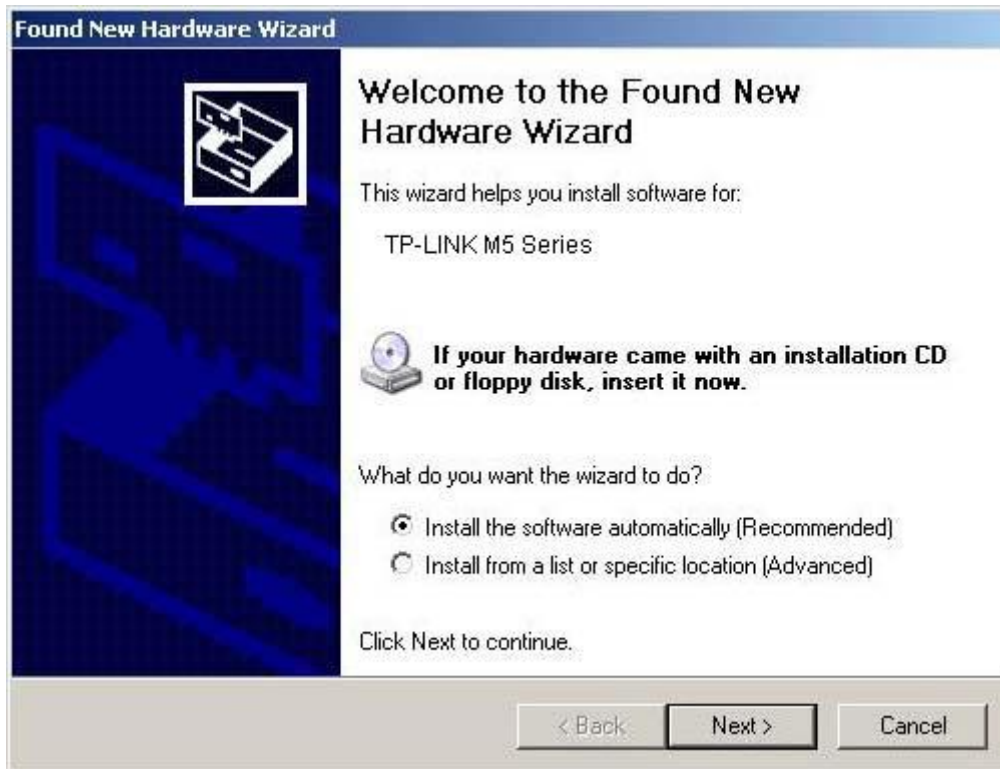 Found New Hardware Wizard
Welcome to the Found New
Hardware Wizard
This wizard helps you install software for:
TP-LINK M5 Series
If your hardware came with an installation CD
or floppy disk, insert it now.
What do you want the wizard to do?
Install the software automatically (Recommended)
Install from a list or specific location (Advanced)
Click Next to continue.
< Back
Next >
Cancel